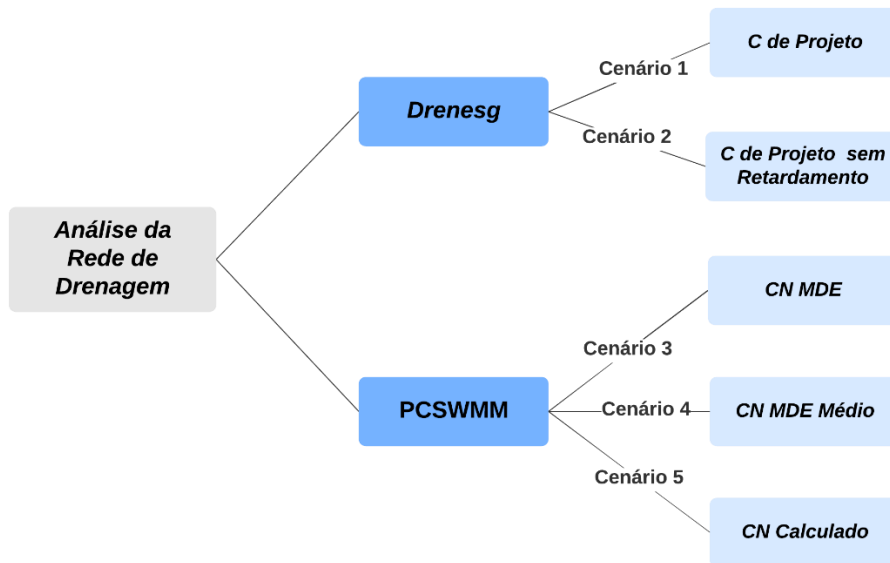 C de Projeto
Cenário 1
Drenesg
Cenário 2
C de Projeto sem
Retardamento
Análise da
Rede de
Drenagem
CN MDE
Cenário 3
PCSWMM
Cenário 4
CN MDE Médio
Cenário 5
CN Calculado